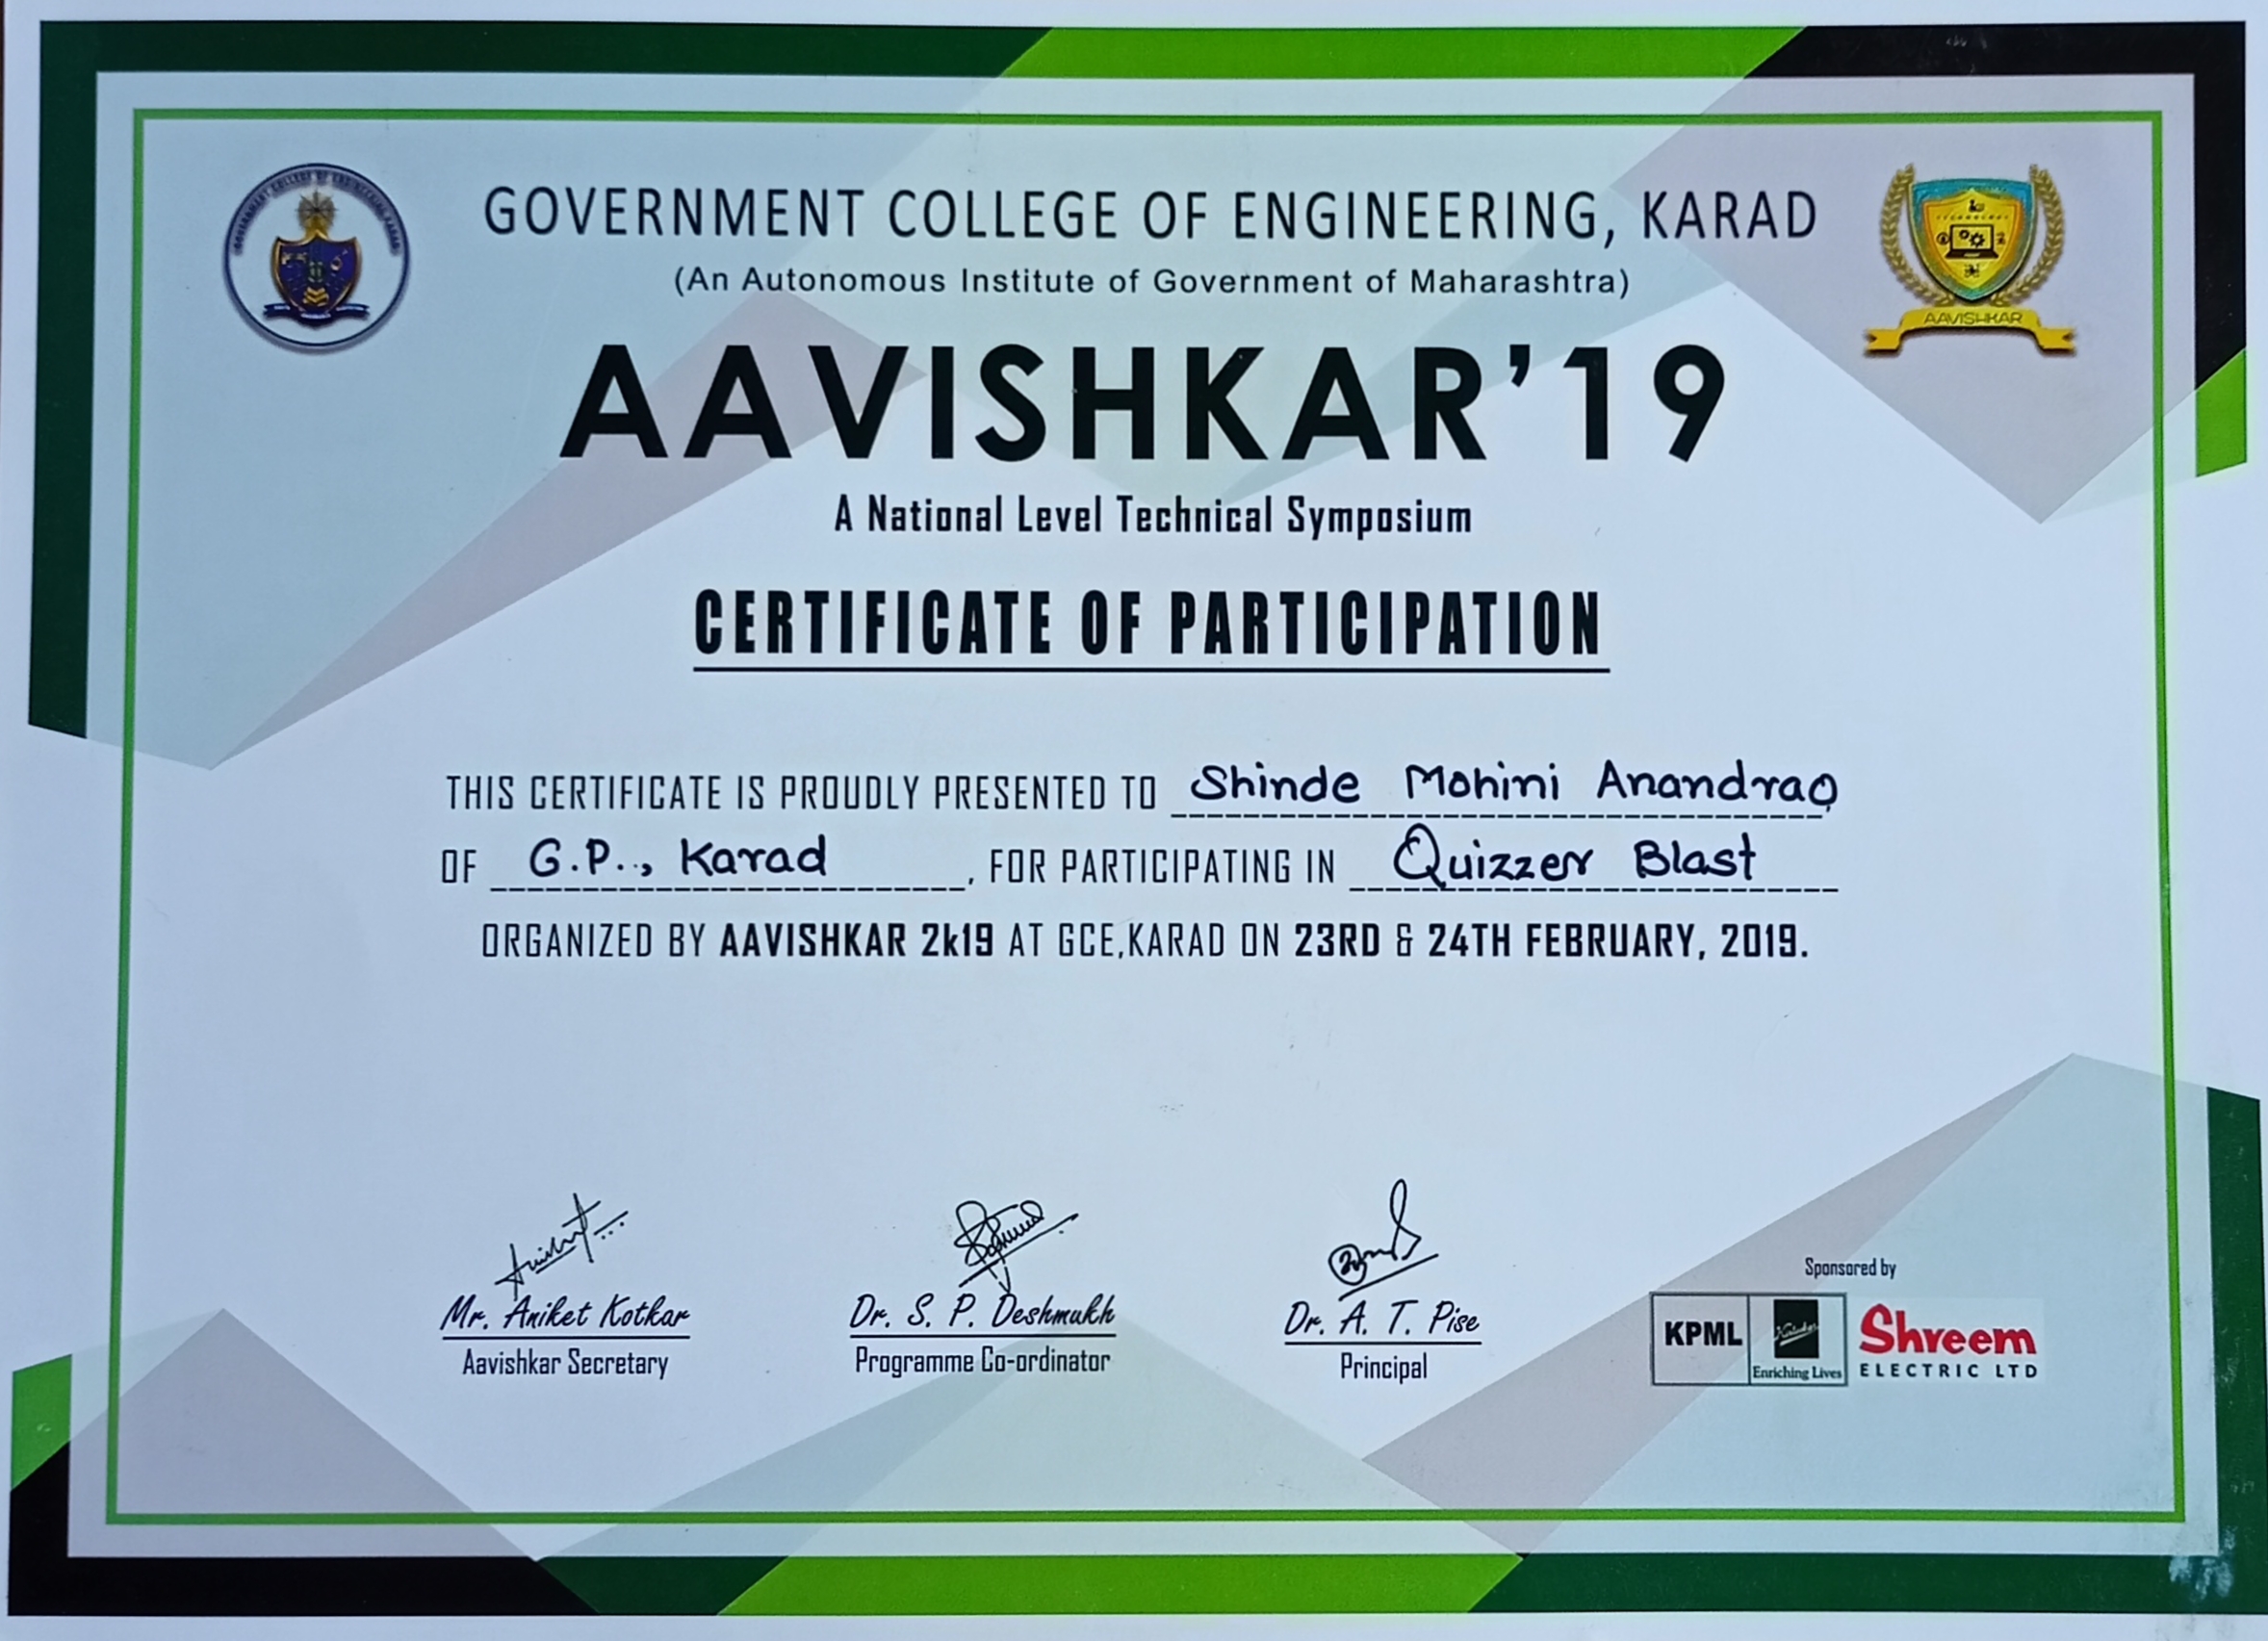 GOVERNMENT COLLEGE OF ENGINEERING, KARAD
(An Autonomous Institute of Government of Maharashtra)
AAVISHKAR
AAVISHKAR'19
A National Level Technical Symposium
CERTIFICATE OF PARTICIPATION
THIS CERTIFICATE IS PROUDLY PRESENTED TO Shinde Mohini Anandrao
OF G.P., Karad , FOR PARTICIPATING IN Quizzer Blast
ORGANIZED BY AAVISHKAR 2k19 AT GCE,KARAD ON 23RD & 24TH FEBRUARY, 2019.
Mr. Aniket Kotkar
Aavishkar Secretary
Dr. S. P. Deshmukh
Programme Co-ordinator
Dr. A. T. Pise
Principal
Sponsored by
KPML
Enriching Lives
Shreem
ELECTRIC LTD